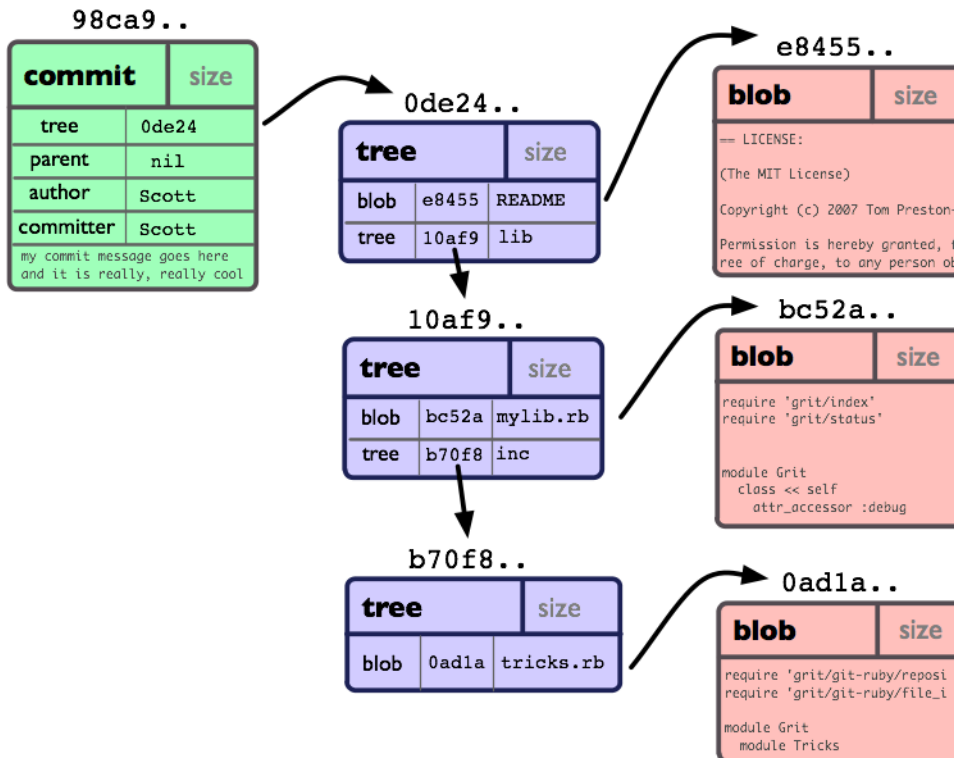 98ca9..
commit size
tree 0de24
parent nil
author Scott
committer Scott
my commit message goes here
and it is really, really cool
0de24..
tree size
blob e8455 README
tree 10af9 lib
10af9..
tree size
blob bc52a mylib.rb
tree b70f8 inc
b70f8..
tree size
blob 0ad1a tricks.rb
e8455..
blob size
== LICENSE:
(The MIT License)
Copyright (c) 2007 Tom Preston-
Permission is hereby granted, t
ree of charge, to any person ob
bc52a..
blob size
require 'grit/index'
require 'grit/status'
module Grit
class << self
attr_accessor :debug
0ad1a..
blob size
require 'grit/git-ruby/reposi
require 'grit/git-ruby/file_i
module Grit
module Tricks